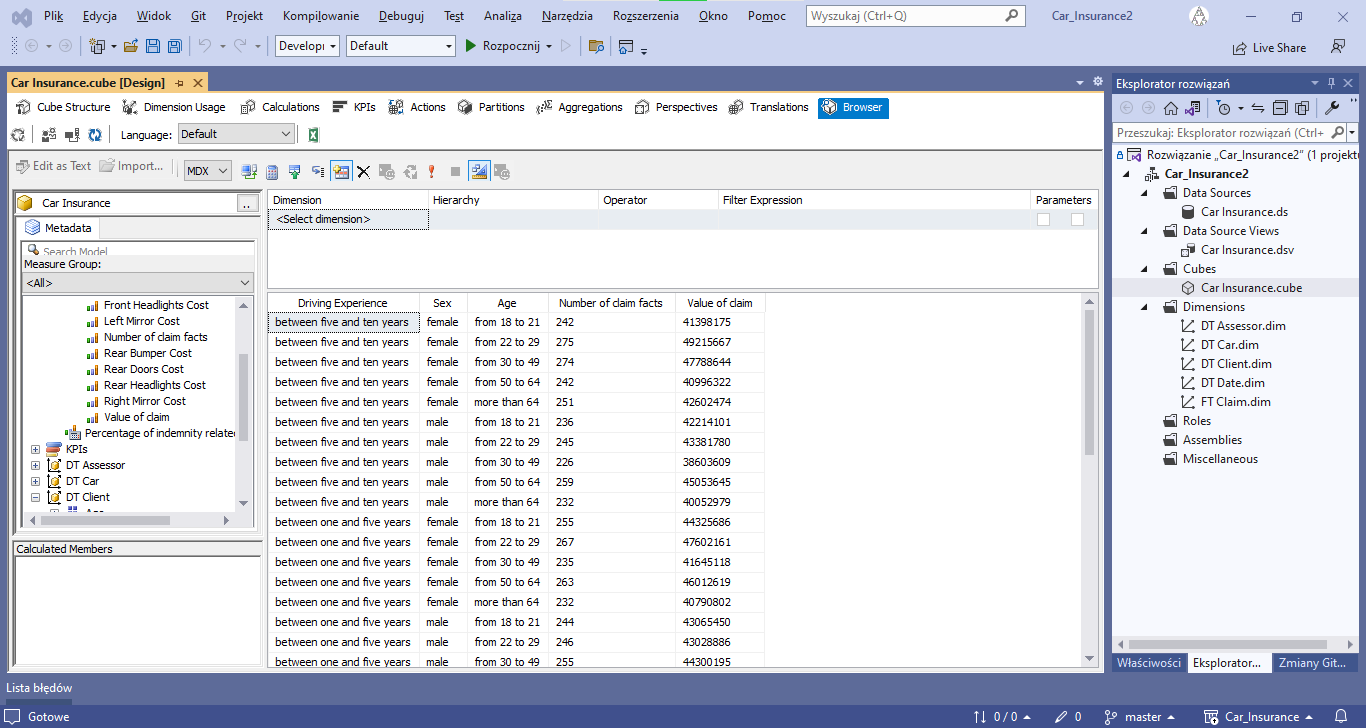 Plik Edycja Widok Git Projekt Kompilowanie Debuguj Test Analiza Narzędzia Rozszerzenia Okno Pomoc Wyszukaj (Ctrl+Q) Car_Insurance2
Developı Default Rozpocznij Live Share
Car Insurance.cube [Design]
Cube Structure Dimension Usage Calculations KPIs Actions Partitions Aggregations Perspectives Translations Browser
Language: Default
Edit as Text Import... MDX
Car Insurance ..
Metadata
Search Model
Measure Group:
<All>
Front Headlights Cost
Left Mirror Cost
Number of claim facts
Rear Bumper Cost
Rear Doors Cost
Rear Headlights Cost
Right Mirror Cost
Value of claim
Percentage of indemnity related
KPIs
DT Assessor
DT Car
DT Client
Age
Calculated Members
Dimension Hierarchy Operator Filter Expression Parameters
<Select dimension>
Driving Experience Sex Age Number of claim facts Value of claim
between five and ten years female from 18 to 21 242 41398175
between five and ten years female from 22 to 29 275 49215667
between five and ten years female from 30 to 49 274 47788644
between five and ten years female from 50 to 64 242 40996322
between five and ten years female more than 64 251 42602474
between five and ten years male from 18 to 21 236 42214101
between five and ten years male from 22 to 29 245 43381780
between five and ten years male from 30 to 49 226 38603609
between five and ten years male from 50 to 64 259 45053645
between five and ten years male more than 64 232 40052979
between one and five years female from 18 to 21 255 44325686
between one and five years female from 22 to 29 267 47602161
between one and five years female from 30 to 49 235 41645118
between one and five years female from 50 to 64 263 46012619
between one and five years female more than 64 232 40790802
between one and five years male from 18 to 21 244 43065450
between one and five years male from 22 to 29 246 43028886
between one and five years male from 30 to 49 255 44300195
Eksplorator rozwiązań
Przeszukaj: Eksplorator rozwiązań (Ctrl+
Rozwiązanie „Car_Insurance2” (1 projektu
Car_Insurance2
Data Sources
Car Insurance.ds
Data Source Views
Car Insurance.dsv
Cubes
Car Insurance.cube
Dimensions
DT Assessor.dim
DT Car.dim
DT Client.dim
DT Date.dim
FT Claim.dim
Roles
Assemblies
Miscellaneous
Właściwości Eksplorator... Zmiany Git...
Lista błędów
Gotowe 0 / 0 0 master Car_Insurance